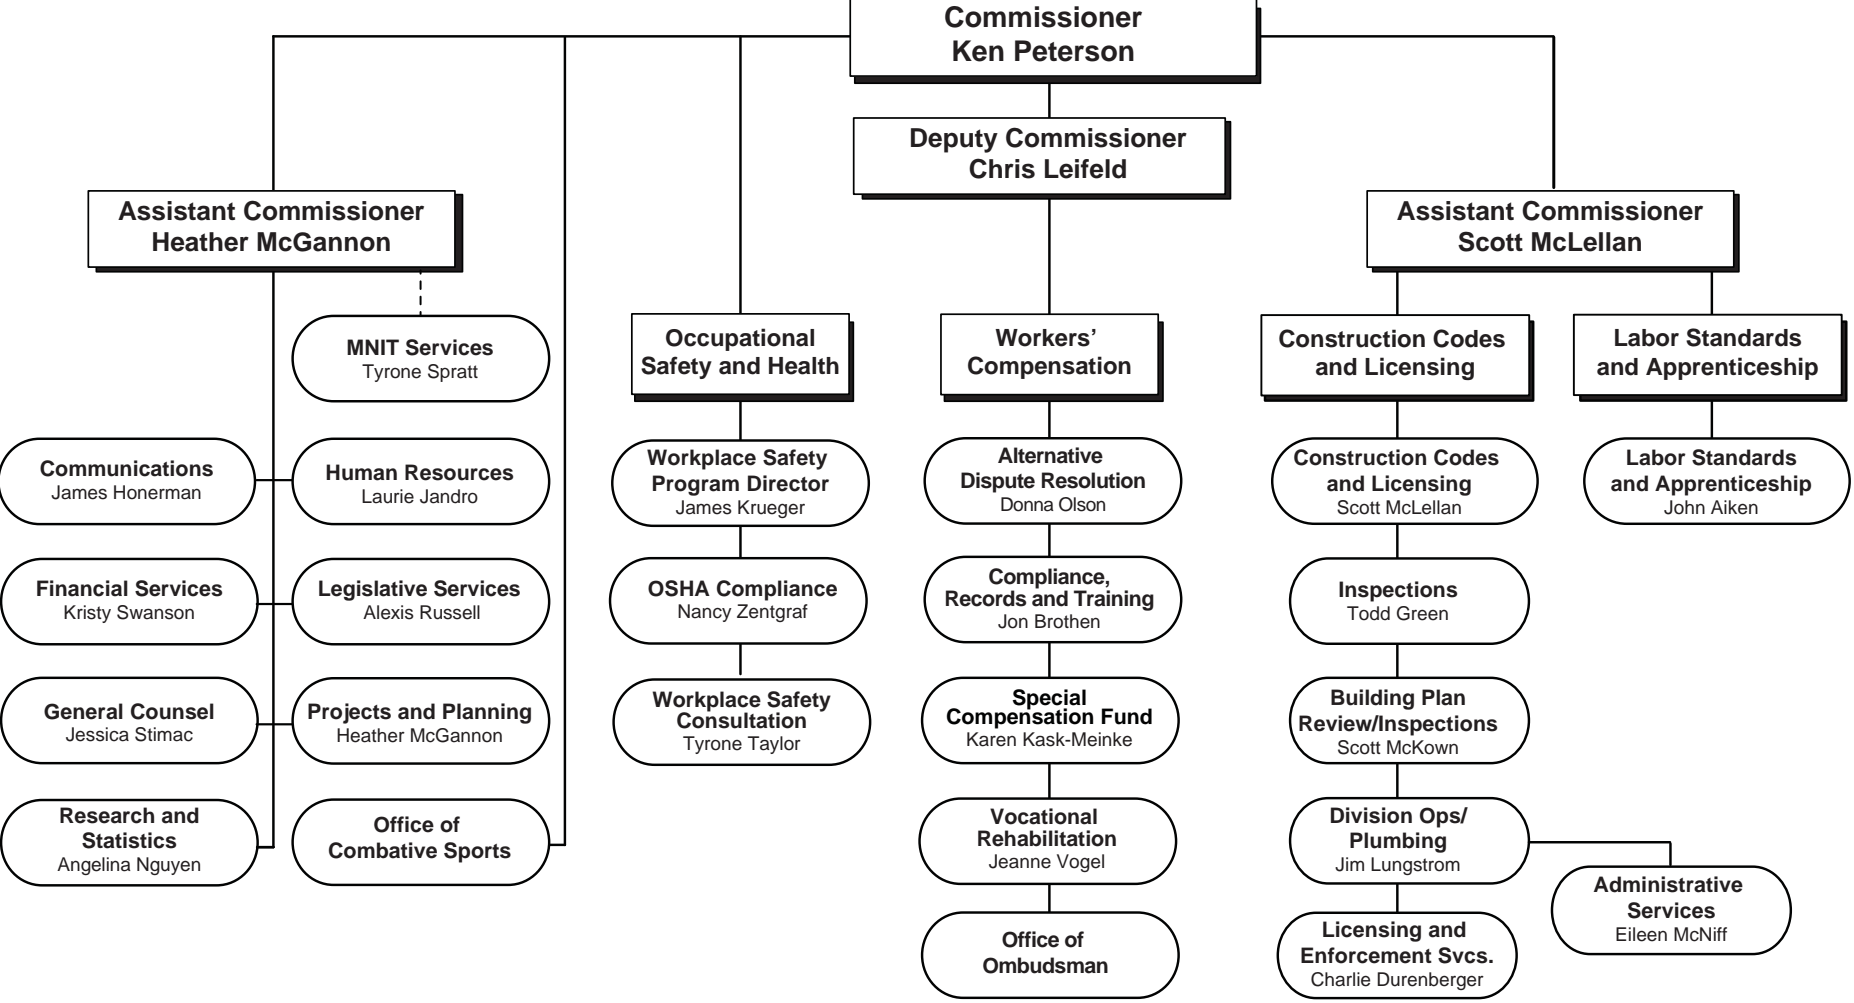 Commissioner
Ken Peterson
Deputy Commissioner
Chris Leifeld
Assistant Commissioner
Heather McGannon
Assistant Commissioner
Scott McLellan
MNIT Services
Tyrone Spratt
Occupational
Safety and Health
Workers’
Compensation
Construction Codes
and Licensing
Labor Standards
and Apprenticeship
Communications
James Honerman
Human Resources
Laurie Jandro
Workplace Safety
Program Director
James Krueger
Alternative
Dispute Resolution
Donna Olson
Construction Codes
and Licensing
Scott McLellan
Labor Standards
and Apprenticeship
John Aiken
Financial Services
Kristy Swanson
Legislative Services
Alexis Russell
OSHA Compliance
Nancy Zentgraf
Compliance,
Records and Training
Jon Brothen
Inspections
Todd Green
General Counsel
Jessica Stimac
Projects and Planning
Heather McGannon
Workplace Safety
Consultation
Tyrone Taylor
Special
Compensation Fund
Karen Kask-Meinke
Building Plan
Review/Inspections
Scott McKown
Research and
Statistics
Angelina Nguyen
Office of
Combative Sports
Vocational
Rehabilitation
Jeanne Vogel
Division Ops/
Plumbing
Jim Lungstrom
Administrative
Services
Eileen McNiff
Office of
Ombudsman
Licensing and
Enforcement Svcs.
Charlie Durenberger